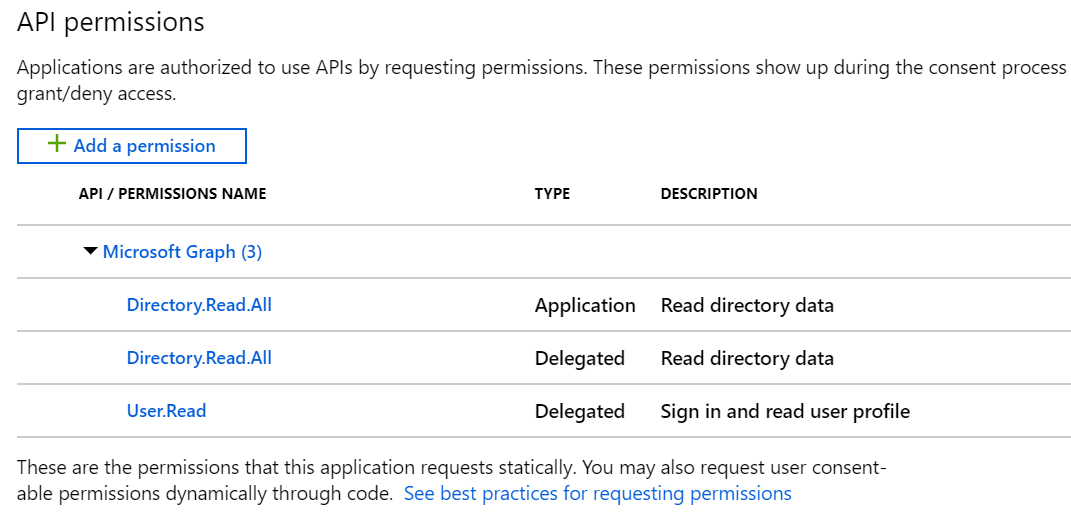 API permissions
Applications are authorized to use APIs by requesting permissions. These permissions show up during the consent process
grant/deny access.
Add a permission
API / PERMISSIONS NAME TYPE DESCRIPTION
Microsoft Graph (3)
Directory.Read.All Application Read directory data
Directory.Read.All Delegated Read directory data
User.Read Delegated Sign in and read user profile
These are the permissions that this application requests statically. You may also request user consent-
able permissions dynamically through code. See best practices for requesting permissions